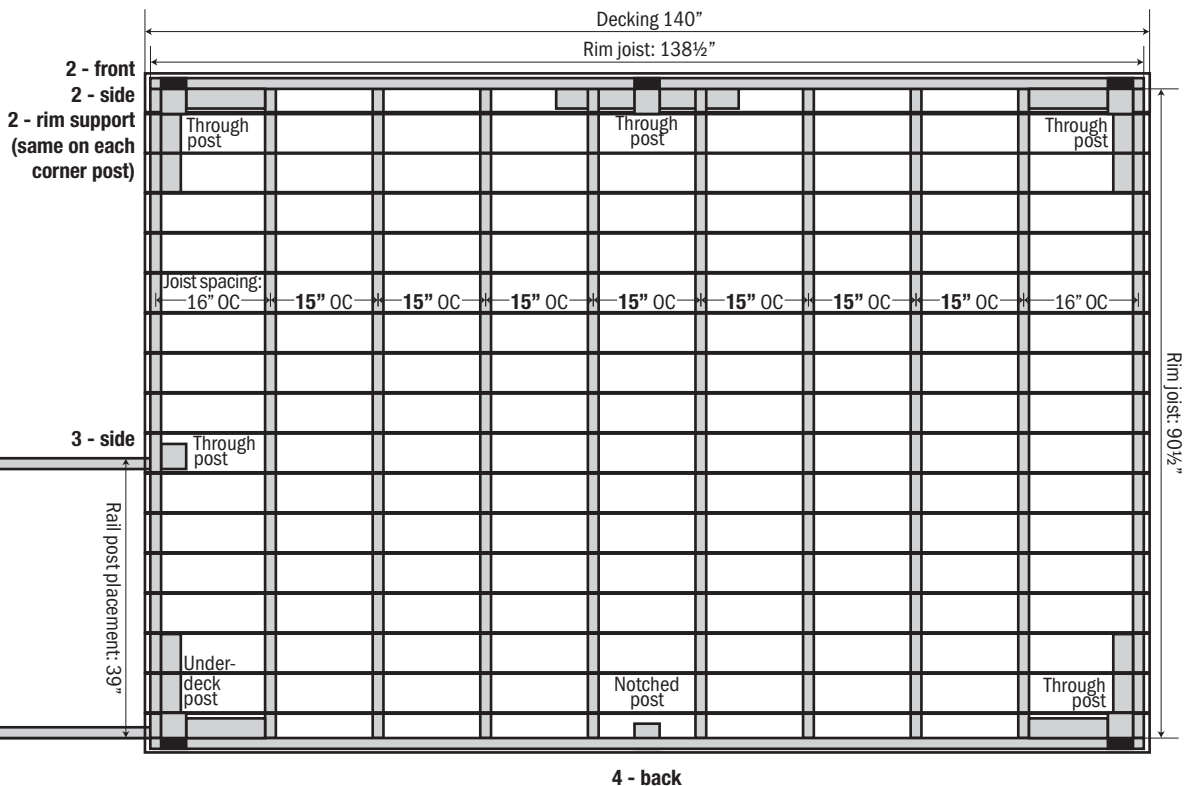 Decking 140”
Rim joist: 138½”
2 - front
2 - side
2 - rim support
(same on each
corner post)
Through
post
Through
post
Through
post
Joist spacing:
16” OC
15” OC
15” OC
15” OC
15” OC
15” OC
15” OC
15” OC
16” OC
Rim joist: 90½”
3 - side
Through
post
Rail post placement: 39”
Under-
deck
post
Notched
post
Through
post
4 - back